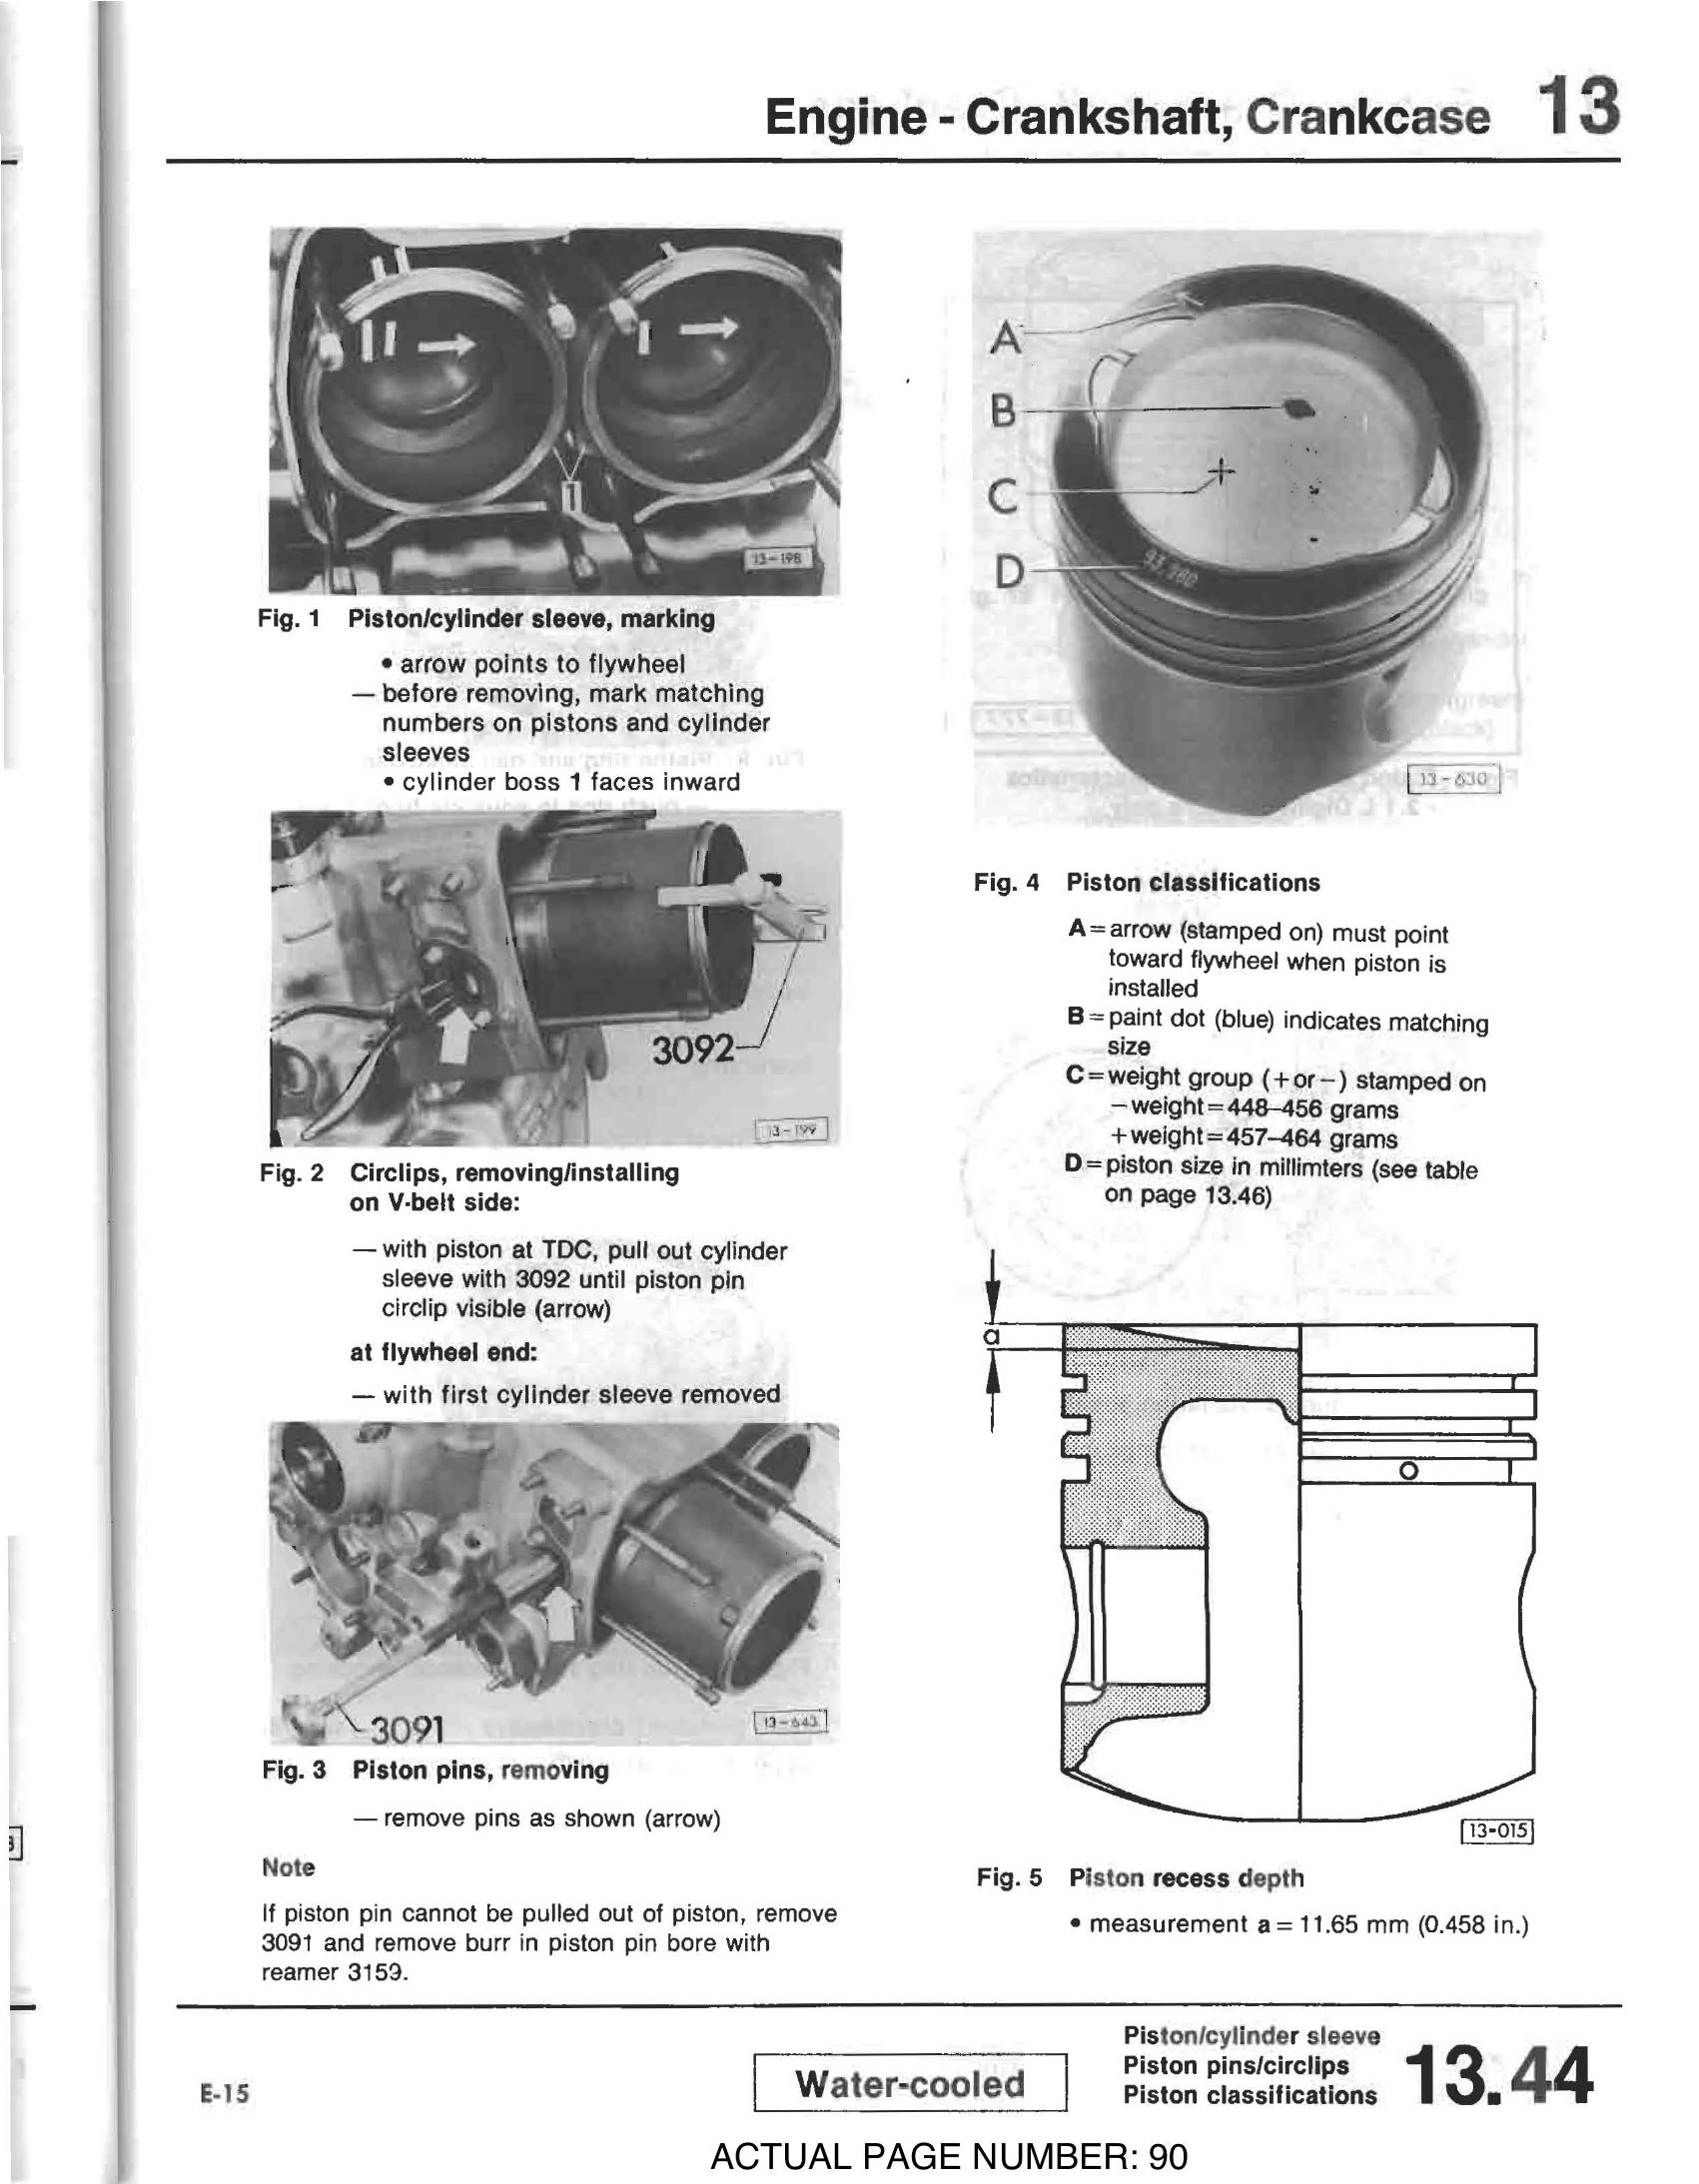 Engine - Crankshaft, Crankcase 13
II
I
1
13-198
Fig. 1 Piston/cylinder sleeve, marking
• arrow points to flywheel
— before removing, mark matching
numbers on pistons and cylinder
sleeves
• cylinder boss 1 faces inward
3092
13-199
Fig. 2 Circlips, removing/installing
on V-belt side:
— with piston at TDC, pull out cylinder
sleeve with 3092 until piston pin
circlip visible (arrow)
at flywheel end:
— with first cylinder sleeve removed
3091
13-643
Fig. 3 Piston pins, removing
— remove pins as shown (arrow)
Note
If piston pin cannot be pulled out of piston, remove
3091 and remove burr in piston pin bore with
reamer 3159.
A
B
C
D
93,980
13-630
Fig. 4 Piston classifications
A = arrow (stamped on) must point
toward flywheel when piston is
installed
B = paint dot (blue) indicates matching
size
C = weight group (+ or –) stamped on
– weight = 448–456 grams
+ weight = 457–464 grams
D = piston size in millimters (see table
on page 13.46)
a
13-015
Fig. 5 Piston recess depth
• measurement a = 11.65 mm (0.458 in.)
E-15
Water-cooled
Piston/cylinder sleeve
Piston pins/circlips
Piston classifications
13.44
ACTUAL PAGE NUMBER: 90